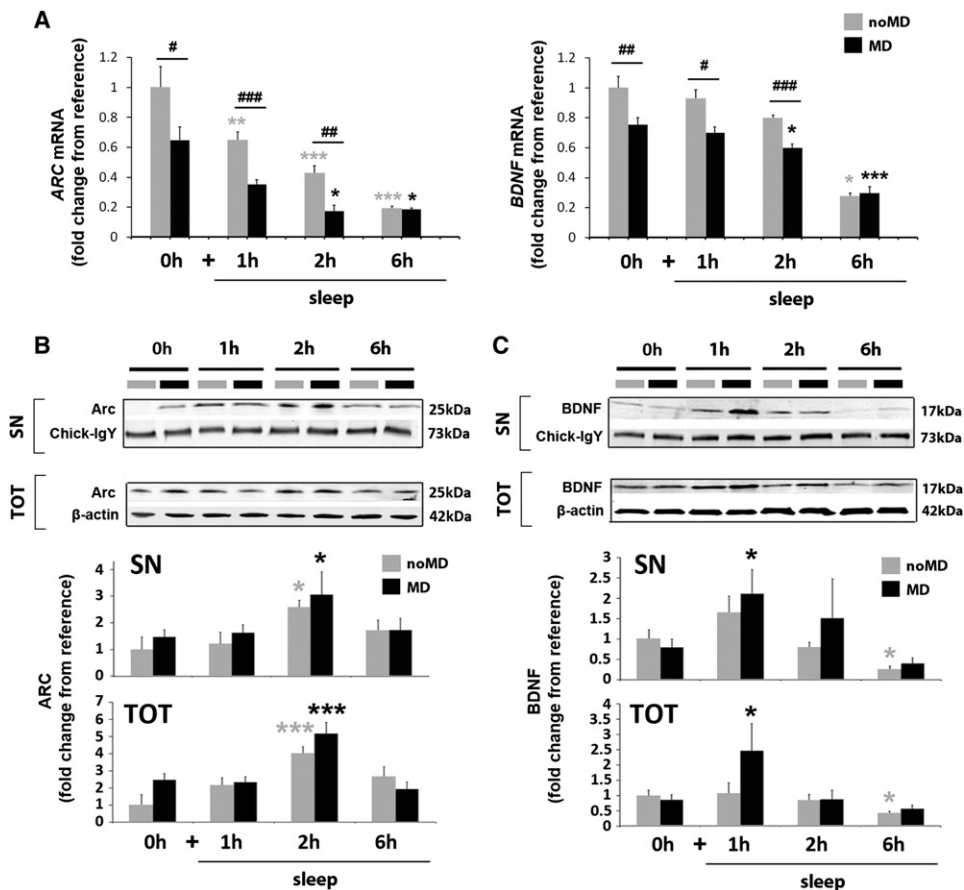 A
noMD
MD
ARC mRNA
(fold change from reference)
1.2
1
0.8
0.6
0.4
0.2
0
#
###
##
**
***
*
***
*
0h + 1h 2h 6h
sleep
BDNF mRNA
(fold change from reference)
1.2
1
0.8
0.6
0.4
0.2
0
##
#
###
*
*
***
0h + 1h 2h 6h
sleep
B
0h 1h 2h 6h
SN
Arc 25kDa
Chick-IgY 73kDa
TOT
Arc 25kDa
β-actin 42kDa
ARC
(fold change from reference)
SN
noMD
MD
5
4
3
2
1
0
* *
TOT
7
6
5
4
3
2
1
0
*** ***
0h + 1h 2h 6h
sleep
C
0h 1h 2h 6h
SN
BDNF 17kDa
Chick-IgY 73kDa
TOT
BDNF 17kDa
β-actin 42kDa
BDNF
(fold change from reference)
SN
noMD
MD
3
2.5
2
1.5
1
0.5
0
*
*
TOT
4
3.5
3
2.5
2
1.5
1
0.5
0
*
*
0h + 1h 2h 6h
sleep